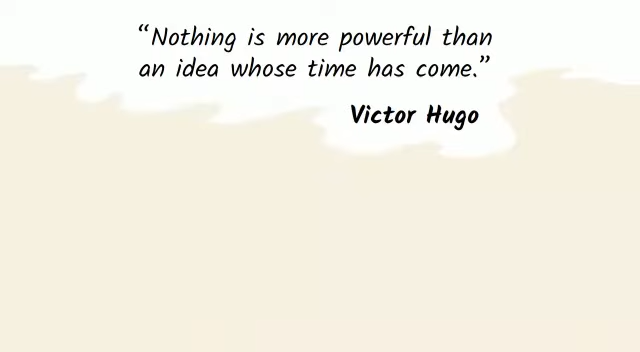 “Nothing is more powerful than
an idea whose time has come.”
Victor Hugo